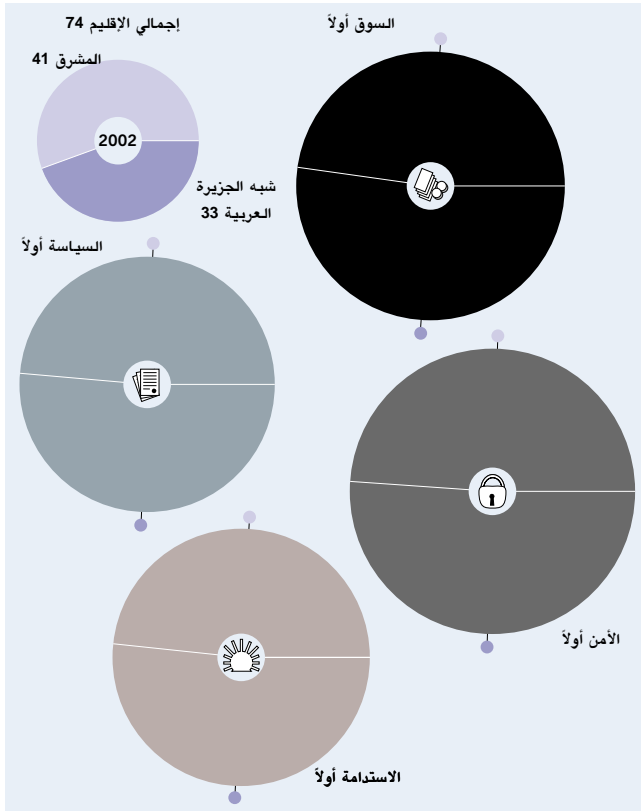 إجمالي الإقليم 74
المشرق 41
2002
شبه الجزيرة
العربية 33
السوق أولاً
السياسة أولاً
الأمن أولاً
الاستدامة أولاً